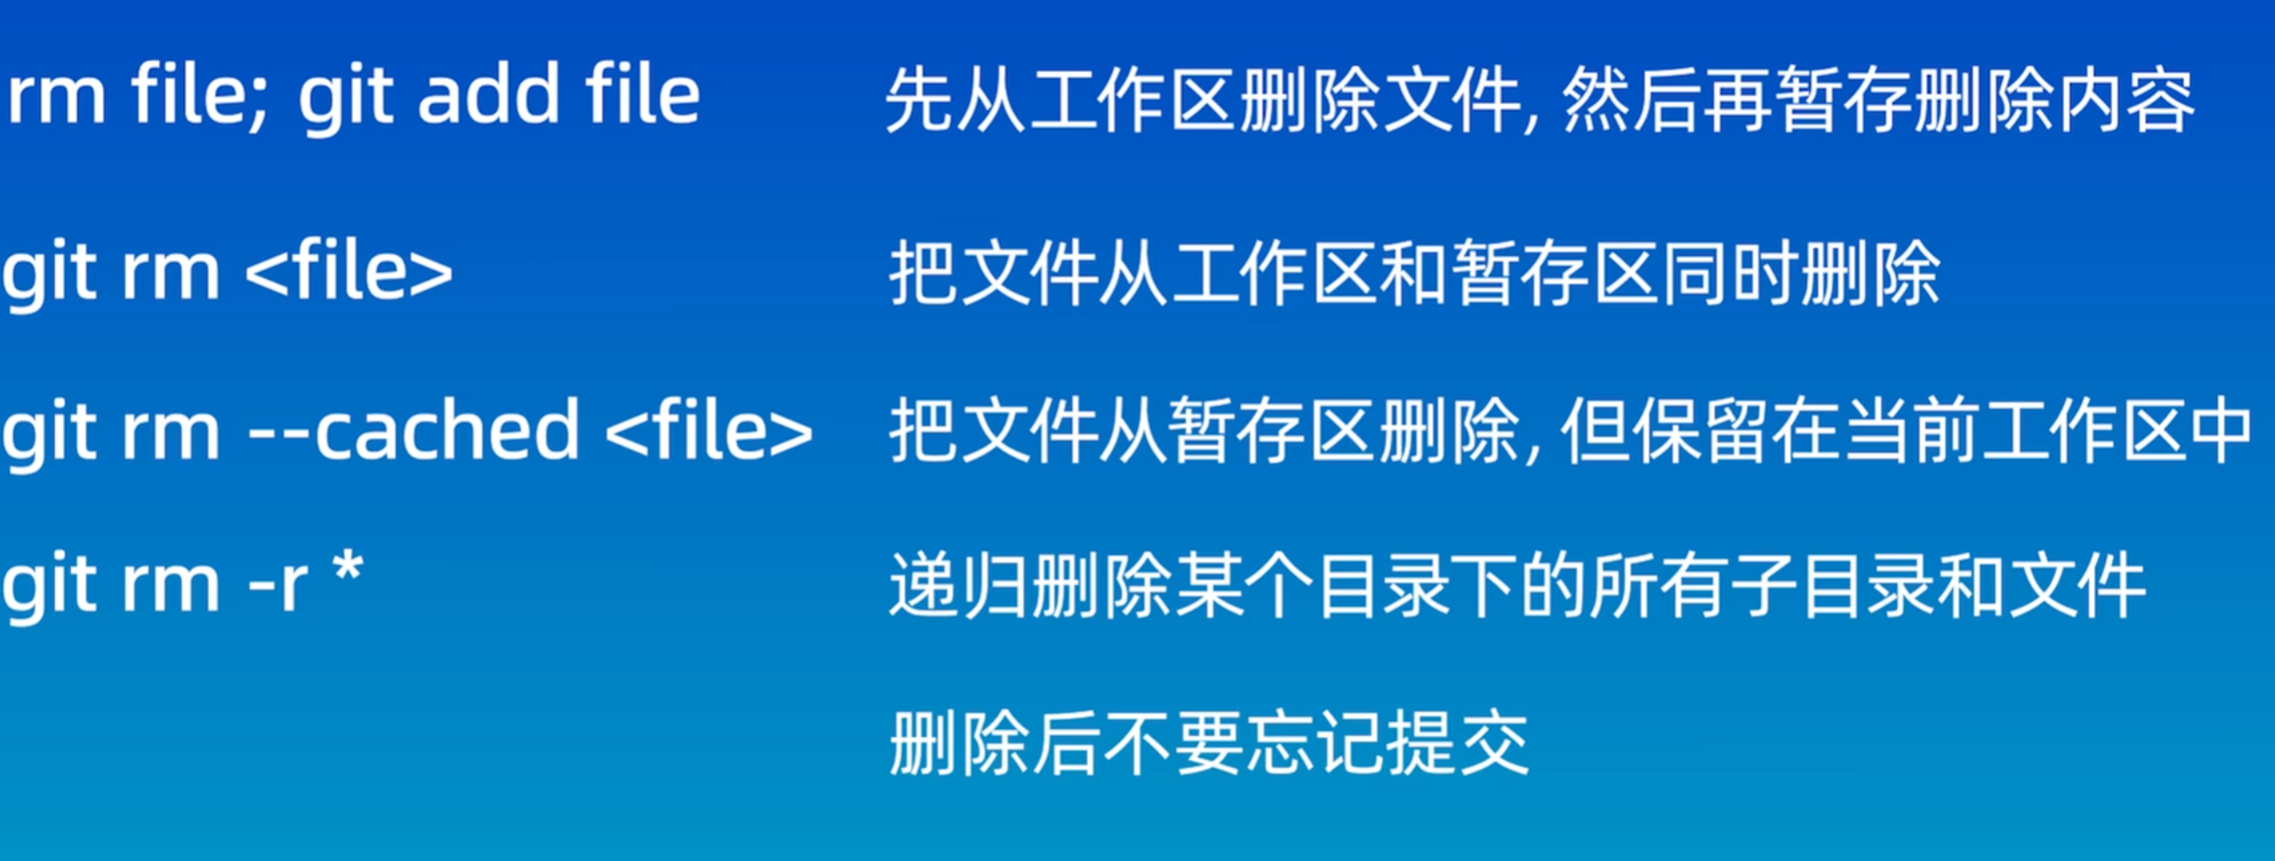 rm file; git add file 先从工作区删除文件, 然后再暂存删除内容
git rm <file> 把文件从工作区和暂存区同时删除
git rm --cached <file> 把文件从暂存区删除, 但保留在当前工作区中
git rm -r * 递归删除某个目录下的所有子目录和文件
删除后不要忘记提交